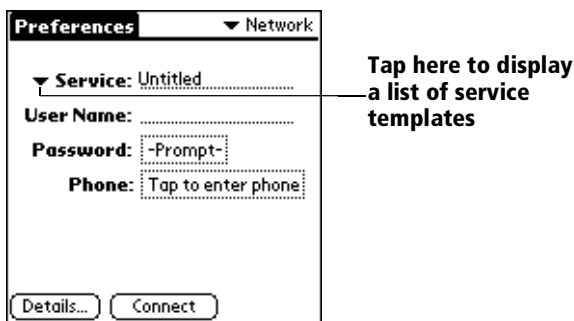 Preferences ▼ Network
▼ Service: Untitled
User Name:
Password: -Prompt-
Phone: Tap to enter phone
Details... Connect
Tap here to display
a list of service
templates